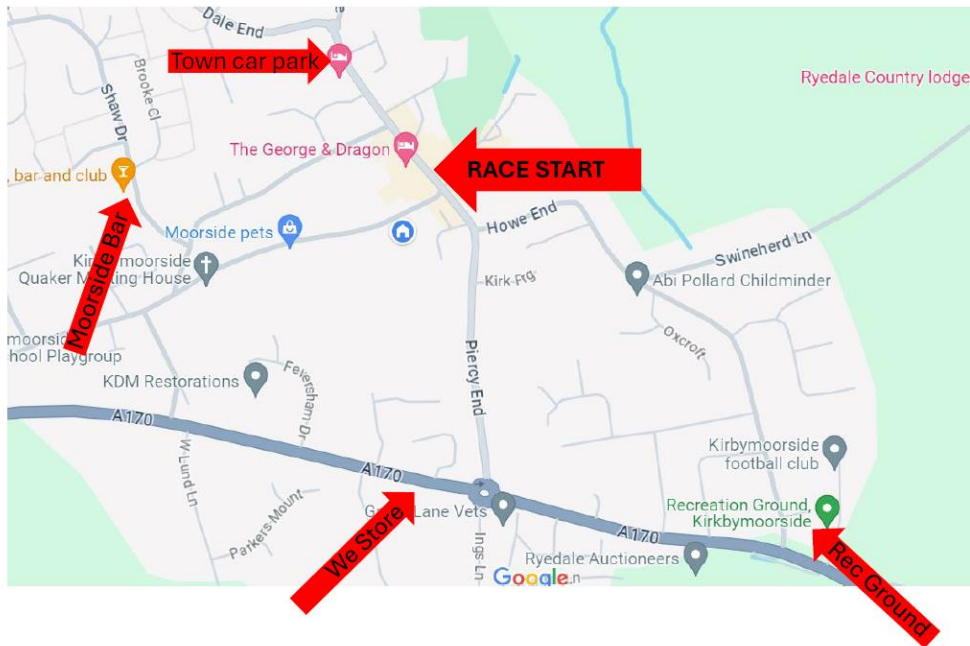 Dale End
Town car park
Ryedale Country lodge
Brooke Cl
Shaw Dr
The George & Dragon
RACE START
, bar and club
Moorside Bar
Moorside pets
Howe End
Swineherd Ln
Quaker Meeting House
Kirk Frg
Abi Pollard Childminder
moorside
hool Playgroup
Oxcroft
Piercy End
KDM Restorations
Feversham Dr
A170
W Lund Ln
Kirbymoorside
football club
A170
We Store
Lane Vets
Recreation Ground,
Kirkbymoorside
Parkers Mount
A170
Ings Ln
Ryedale Auctioneers
Rec Ground
Google